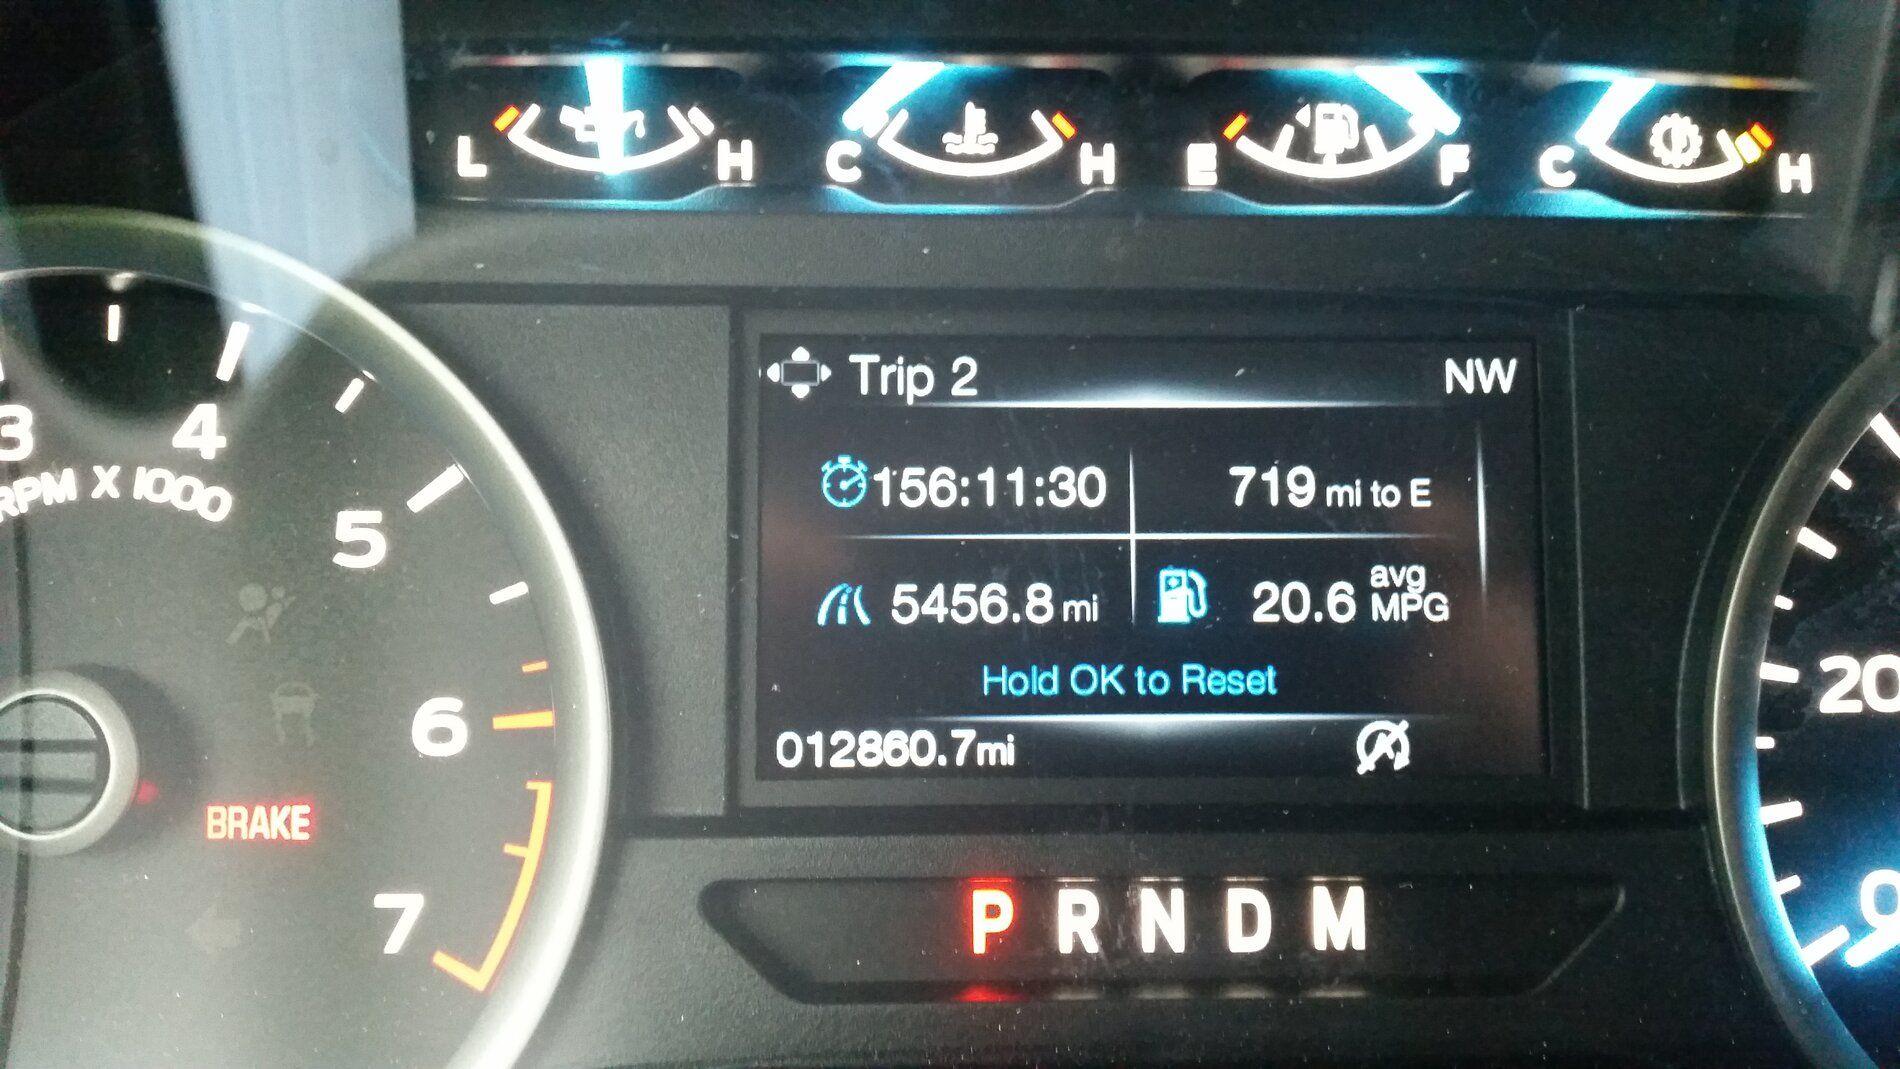 L H C H E F C H
Trip 2 NW
156:11:30 719 mi to E
5456.8 mi 20.6 avg MPG
Hold OK to Reset
012860.7mi
3 4 5 6 7
RPM X 1000
BRAKE
P R N D M
20
0